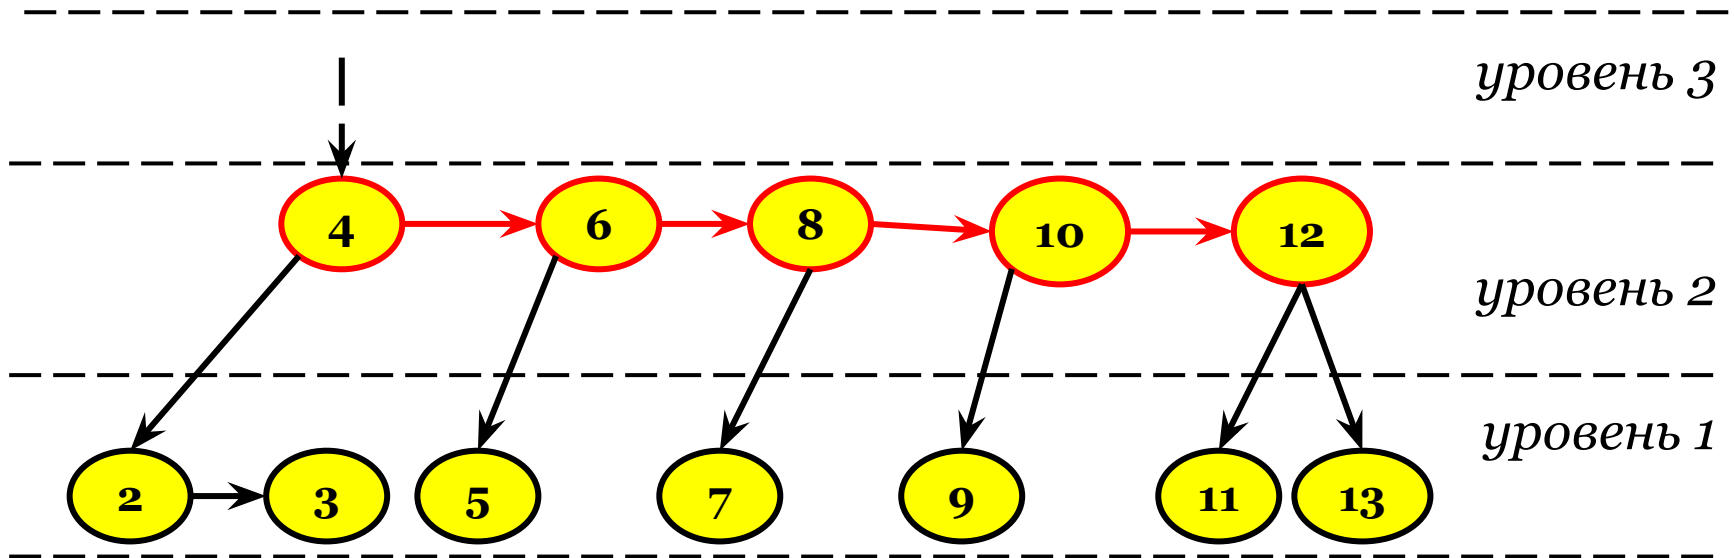 уровень 3
4 6 8 10 12
уровень 2
уровень 1
2 3 5 7 9 11 13